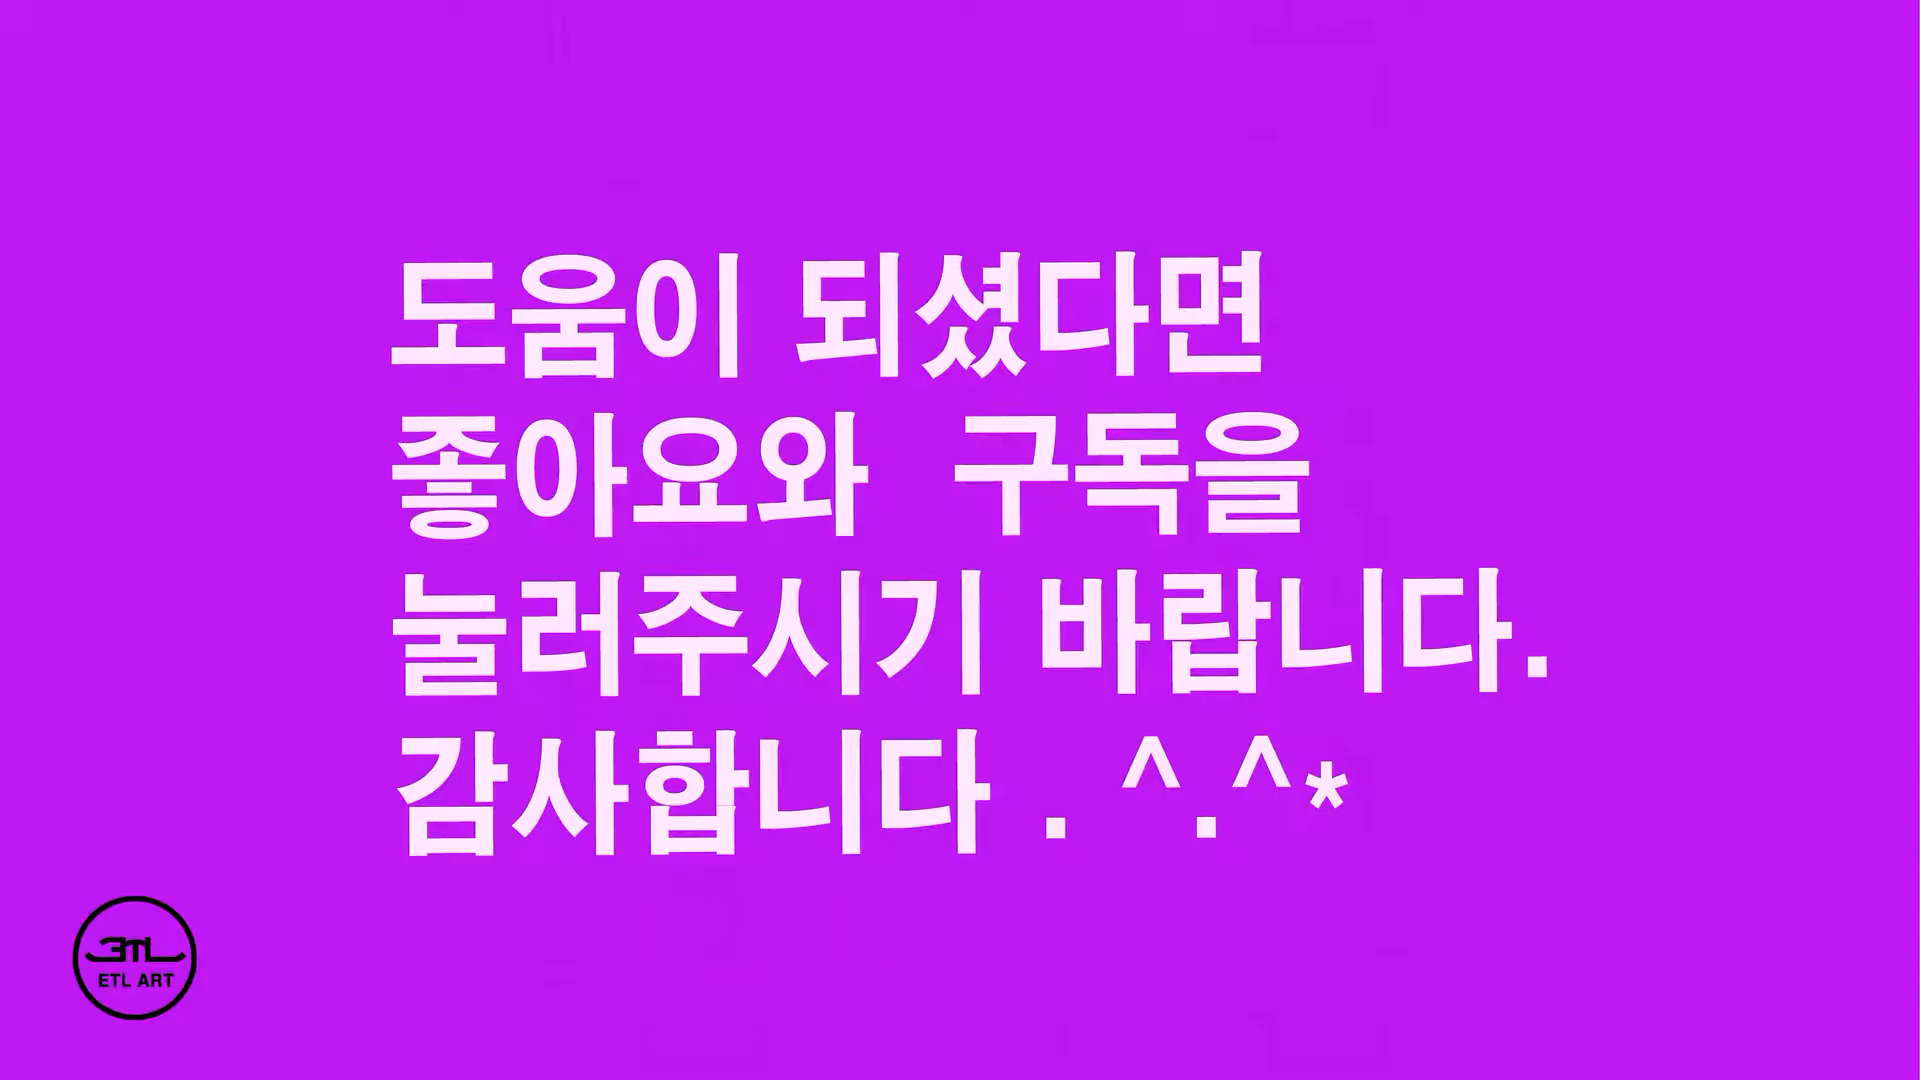 도움이 되셨다면
좋아요와 구독을
눌러주시기 바랍니다.
감사합니다 . ^.^*
ETL
ETL ART